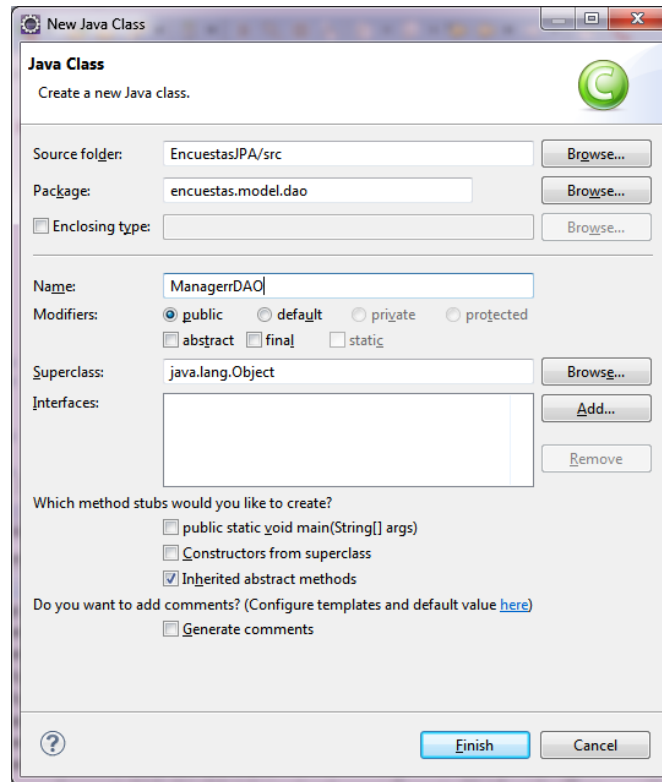 New Java Class
Java Class
Create a new Java class.
C
Source folder: EncuestasJPA/src Browse...
Package: encuestas.model.dao Browse...
Enclosing type: Browse...
Name: ManagerrDAO
Modifiers: public default private protected
abstract final static
Superclass: java.lang.Object Browse...
Interfaces: Add...
Remove
Which method stubs would you like to create?
public static void main(String[] args)
Constructors from superclass
Inherited abstract methods
Do you want to add comments? (Configure templates and default value here)
Generate comments
? Finish Cancel